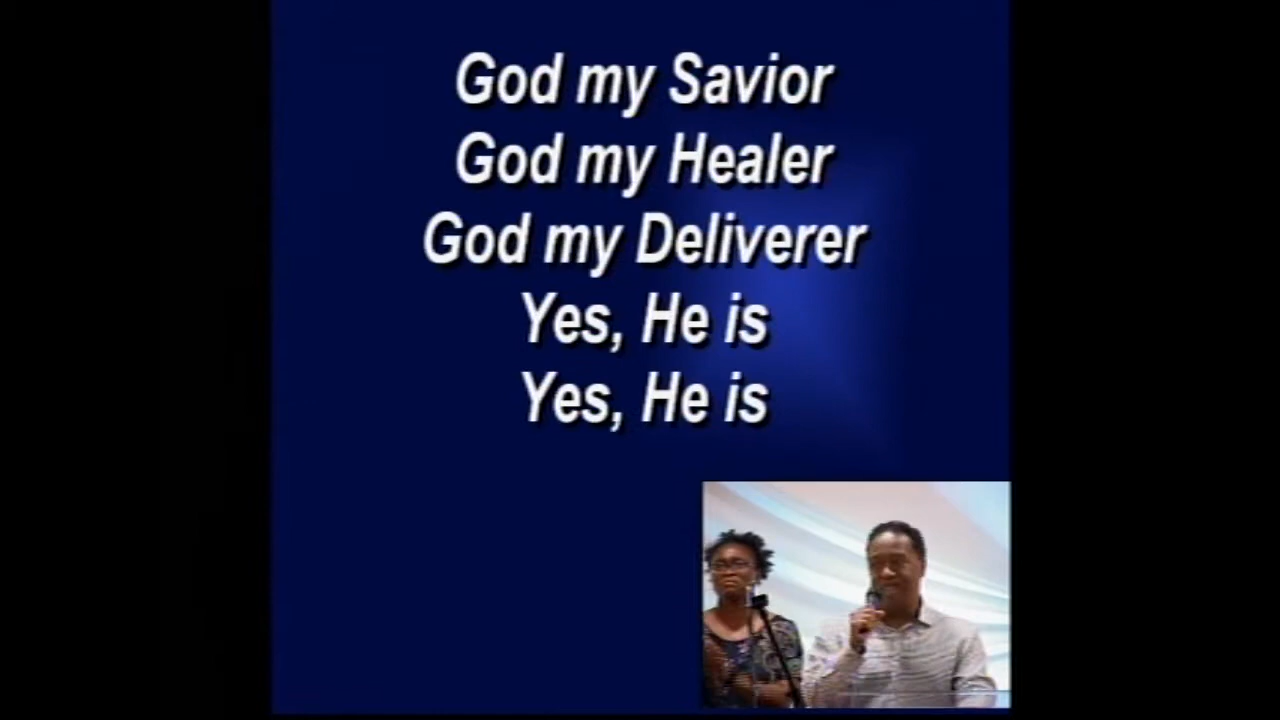 God my Savior
God my Healer
God my Deliverer
Yes, He is
Yes, He is